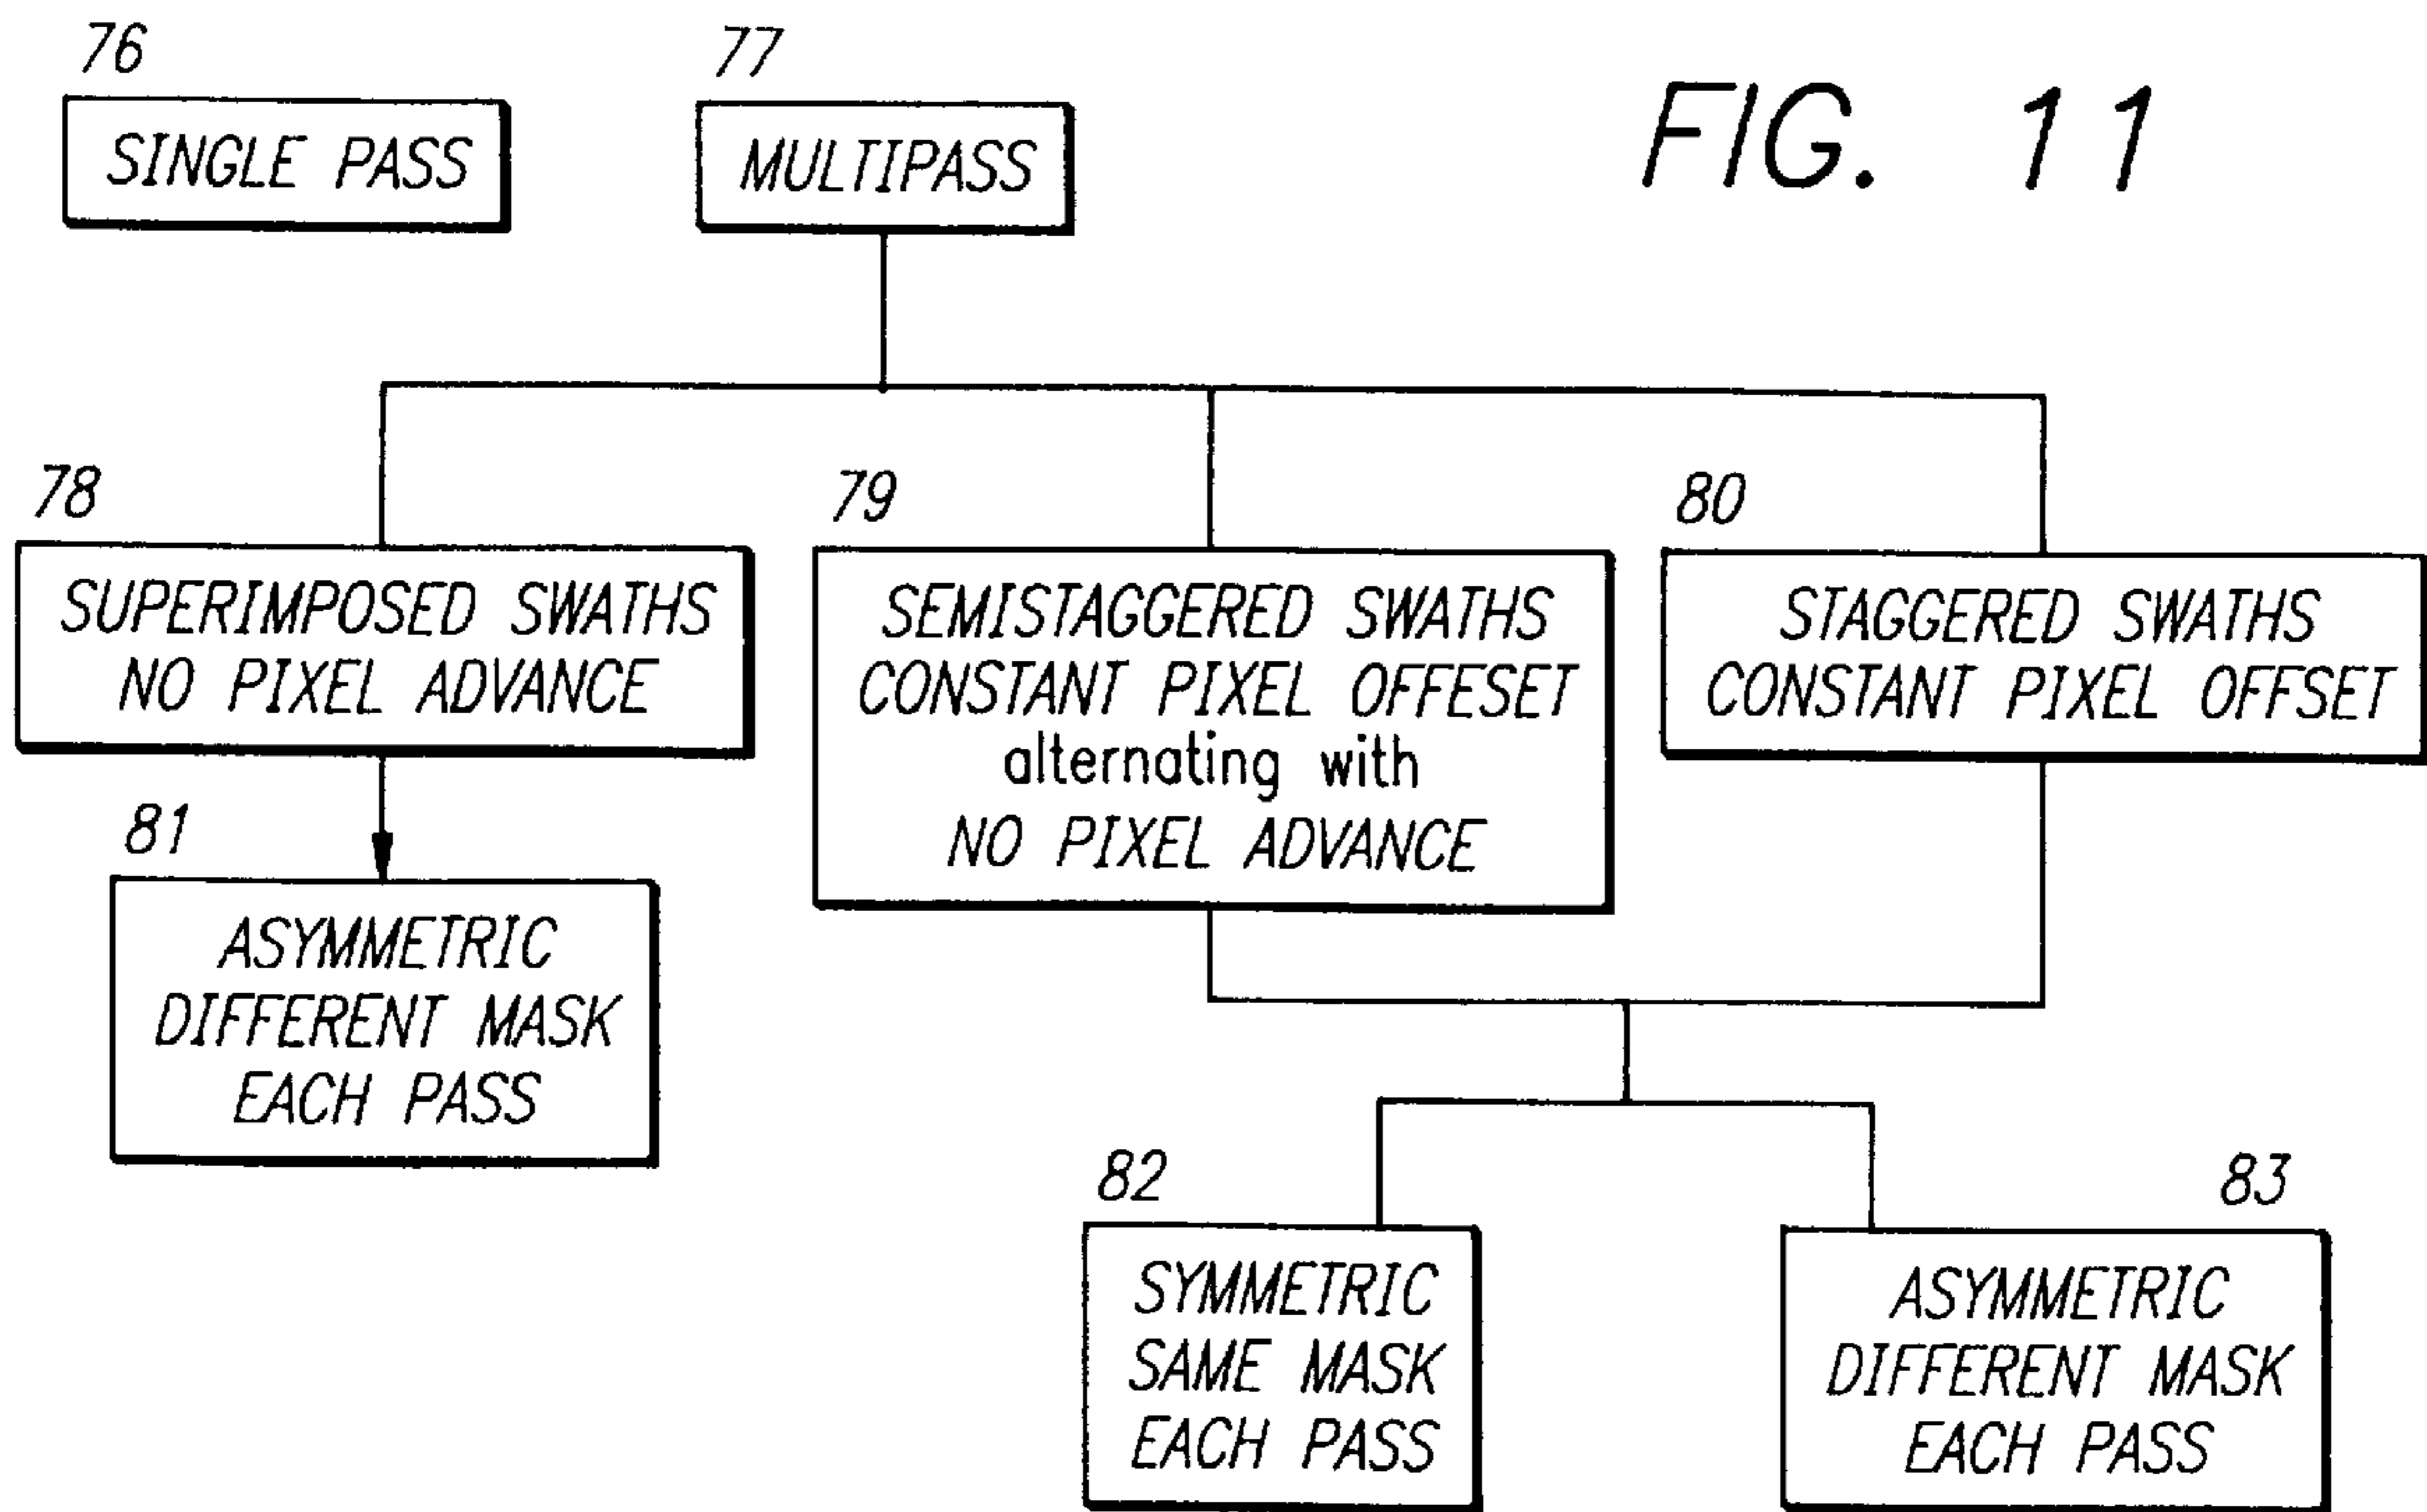 76
SINGLE PASS
77
MULTIPASS
FIG. 11
78
SUPERIMPOSED SWATHS
NO PIXEL ADVANCE
79
SEMISTAGGERED SWATHS
CONSTANT PIXEL OFFESET
alternating with
NO PIXEL ADVANCE
80
STAGGERED SWATHS
CONSTANT PIXEL OFFSET
81
ASYMMETRIC
DIFFERENT MASK
EACH PASS
82
SYMMETRIC
SAME MASK
EACH PASS
83
ASYMMETRIC
DIFFERENT MASK
EACH PASS